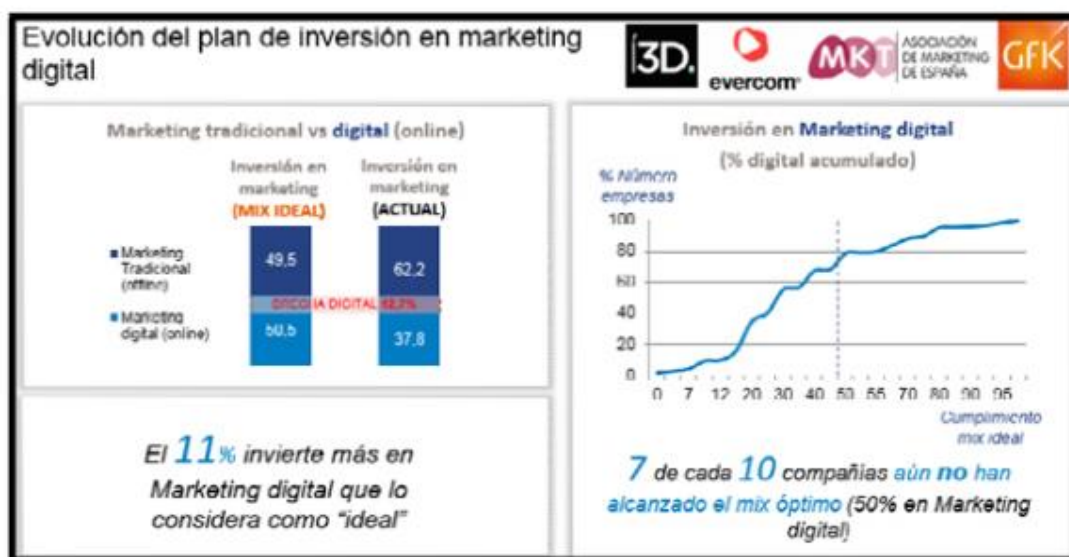 Evolución del plan de inversión en marketing
digital
3D.
evercom
MKT
ASOCIACIÓN
DE MARKETING
DE ESPAÑA
GFK
Marketing tradicional vs digital (online)
Inversión en
marketing
(MIX IDEAL)
Inversión en
marketing
(ACTUAL)
Marketing
Tradicional
(offline)
49,5
62,2
DIGITAL
Marketing
digital (online)
50,5
37,8
El 11% invierte más en
Marketing digital que lo
considera como "ideal"
Inversión en Marketing digital
(% digital acumulado)
% Número
empresas
100
80
60
40
20
0
0 7 12 20 30 40 50 55 70 80 90 95
Cumplimiento
mix ideal
7 de cada 10 compañías aún no han
alcanzado el mix óptimo (50% en Marketing
digital)